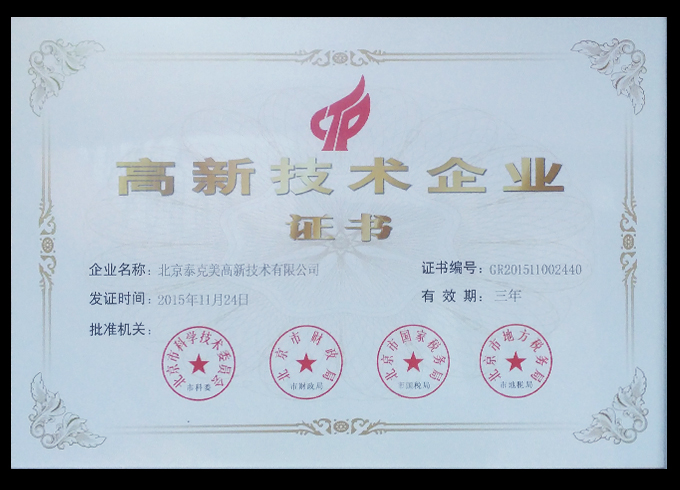 高新技术企业
证书
企业名称：北京泰克美高新技术有限公司
证书编号：GR201511002440
发证时间：2015年11月24日
有效期：三年
批准机关：
北京市科学技术委员会
市科委
北京市财政局
市财政局
北京市国家税务局
市国税局
北京市地方税务局
市地税局